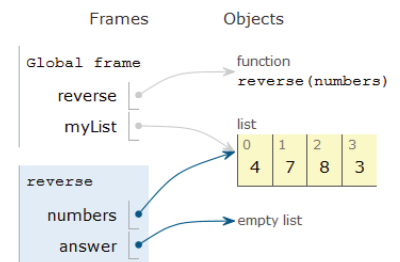 Frames Objects
Global frame
reverse
myList
function
reverse(numbers)
list
0 1 2 3
4 7 8 3
reverse
numbers
answer
empty list